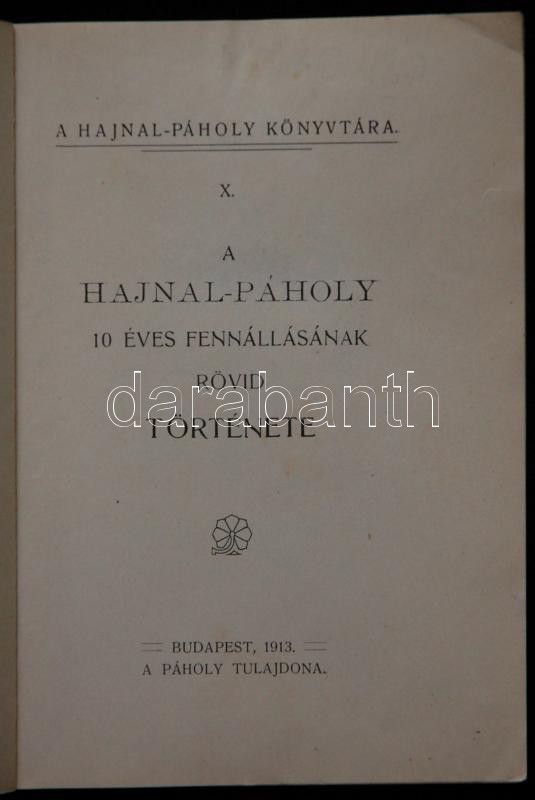 A HAJNAL-PÁHOLY KÖNYVTÁRA.
X.
A
HAJNAL-PÁHOLY
10 ÉVES FENNÁLLÁSÁNAK
RÖVID
darabanth
TÖRTÉNETE
BUDAPEST, 1913.
A PÁHOLY TULAJDONA.